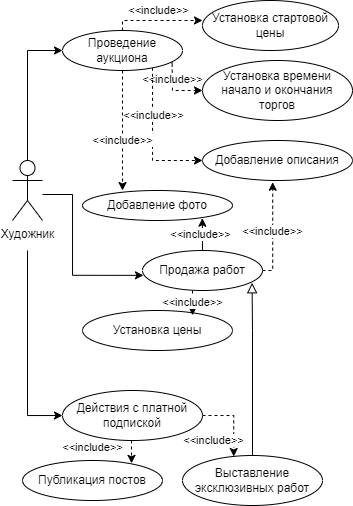 <<include>>
Установка стартовой
цены
Проведение
аукциона
<<include>>
Установка времени
начало и окончания
торгов
<<include>>
<<include>>
Добавление описания
Добавление фото
Художник
<<include>>
<<include>>
Продажа работ
<<include>>
Установка цены
Действия с платной
подпиской
<<include>>
<<include>>
Публикация постов
Выставление
эксклюзивных работ